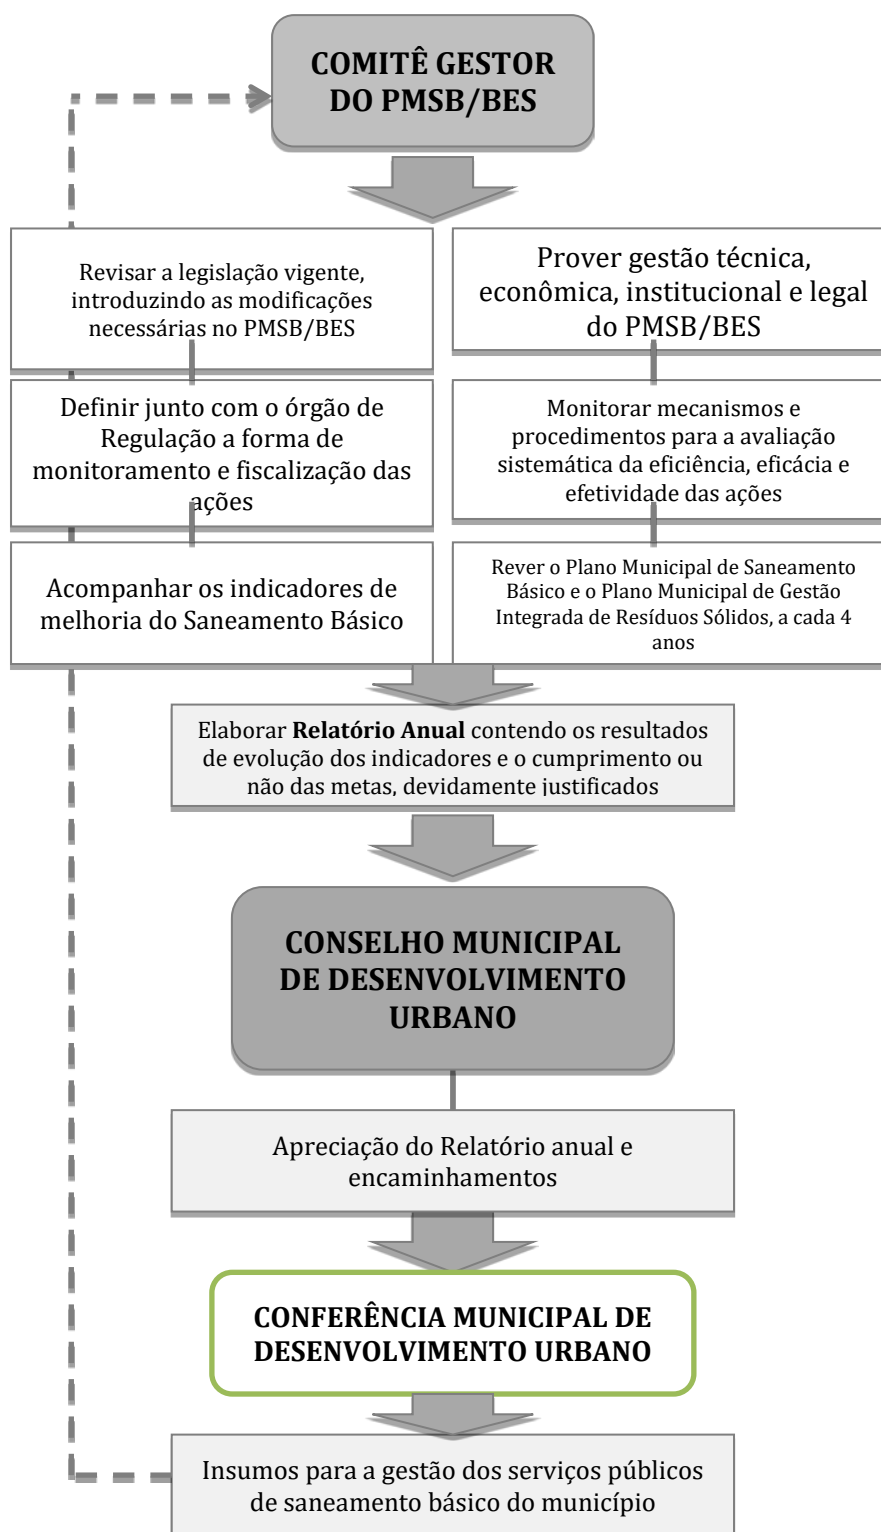 COMITÊ GESTOR
DO PMSB/BES
Revisar a legislação vigente,
introduzindo as modificações
necessárias no PMSB/BES
Prover gestão técnica,
econômica, institucional e legal
do PMSB/BES
Definir junto com o órgão de
Regulação a forma de
monitoramento e fiscalização das
ações
Monitorar mecanismos e
procedimentos para a avaliação
sistemática da eficiência, eficácia e
efetividade das ações
Acompanhar os indicadores de
melhoria do Saneamento Básico
Rever o Plano Municipal de Saneamento
Básico e o Plano Municipal de Gestão
Integrada de Resíduos Sólidos, a cada 4
anos
Elaborar Relatório Anual contendo os resultados
de evolução dos indicadores e o cumprimento ou
não das metas, devidamente justificados
CONSELHO MUNICIPAL
DE DESENVOLVIMENTO
URBANO
Apreciação do Relatório anual e
encaminhamentos
CONFERÊNCIA MUNICIPAL DE
DESENVOLVIMENTO URBANO
Insumos para a gestão dos serviços públicos
de saneamento básico do município